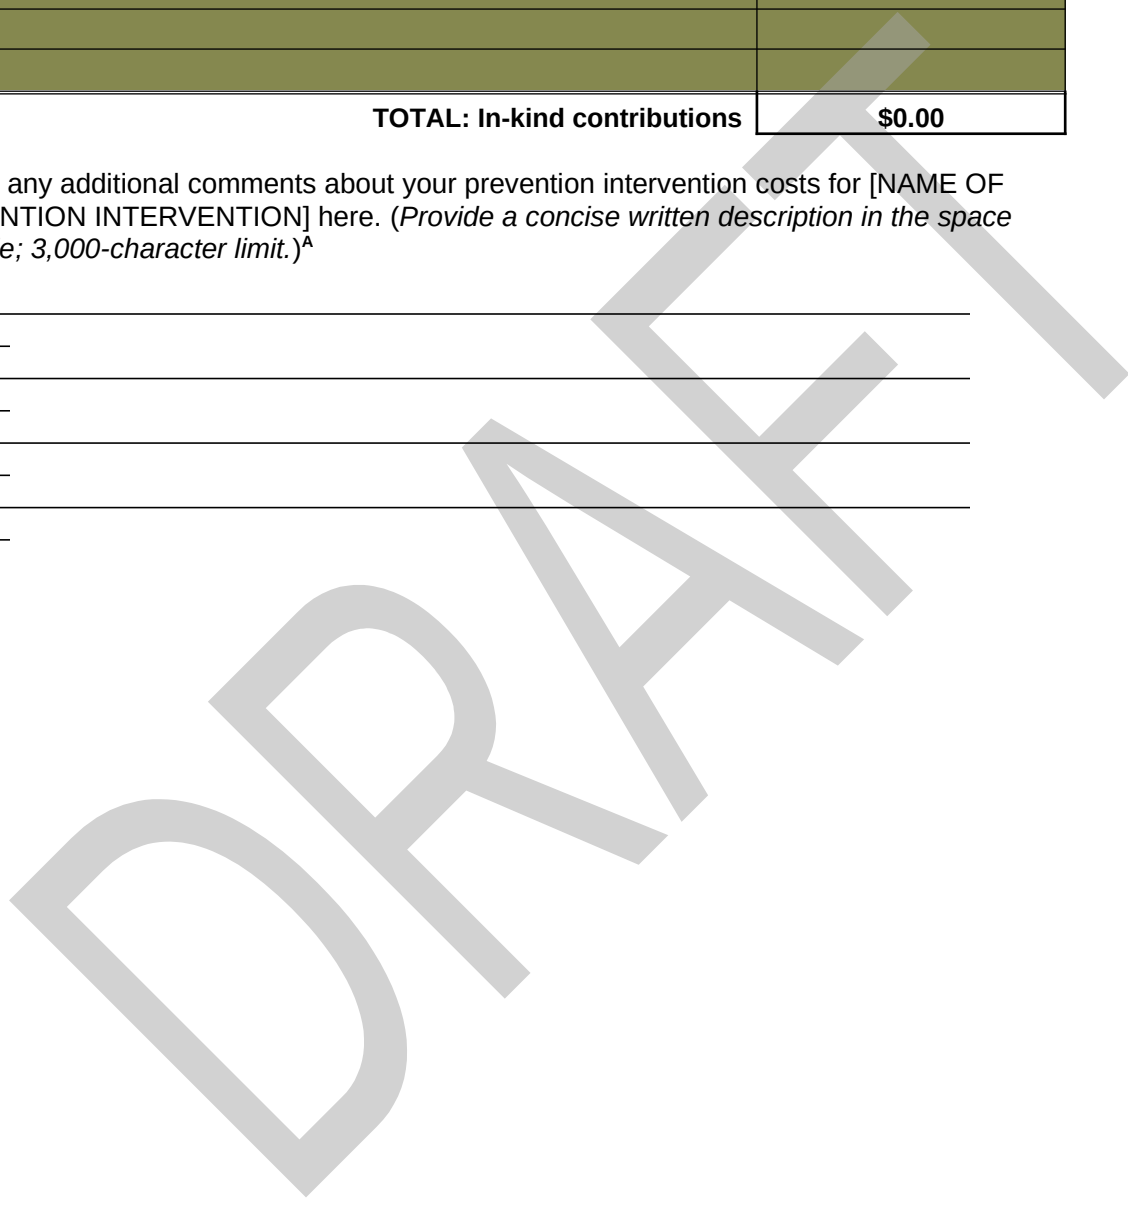 TOTAL: In-kind contributions $0.00
any additional comments about your prevention intervention costs for [NAME OF
NTION INTERVENTION] here. (Provide a concise written description in the space
e; 3,000-character limit.)A
DRAFT